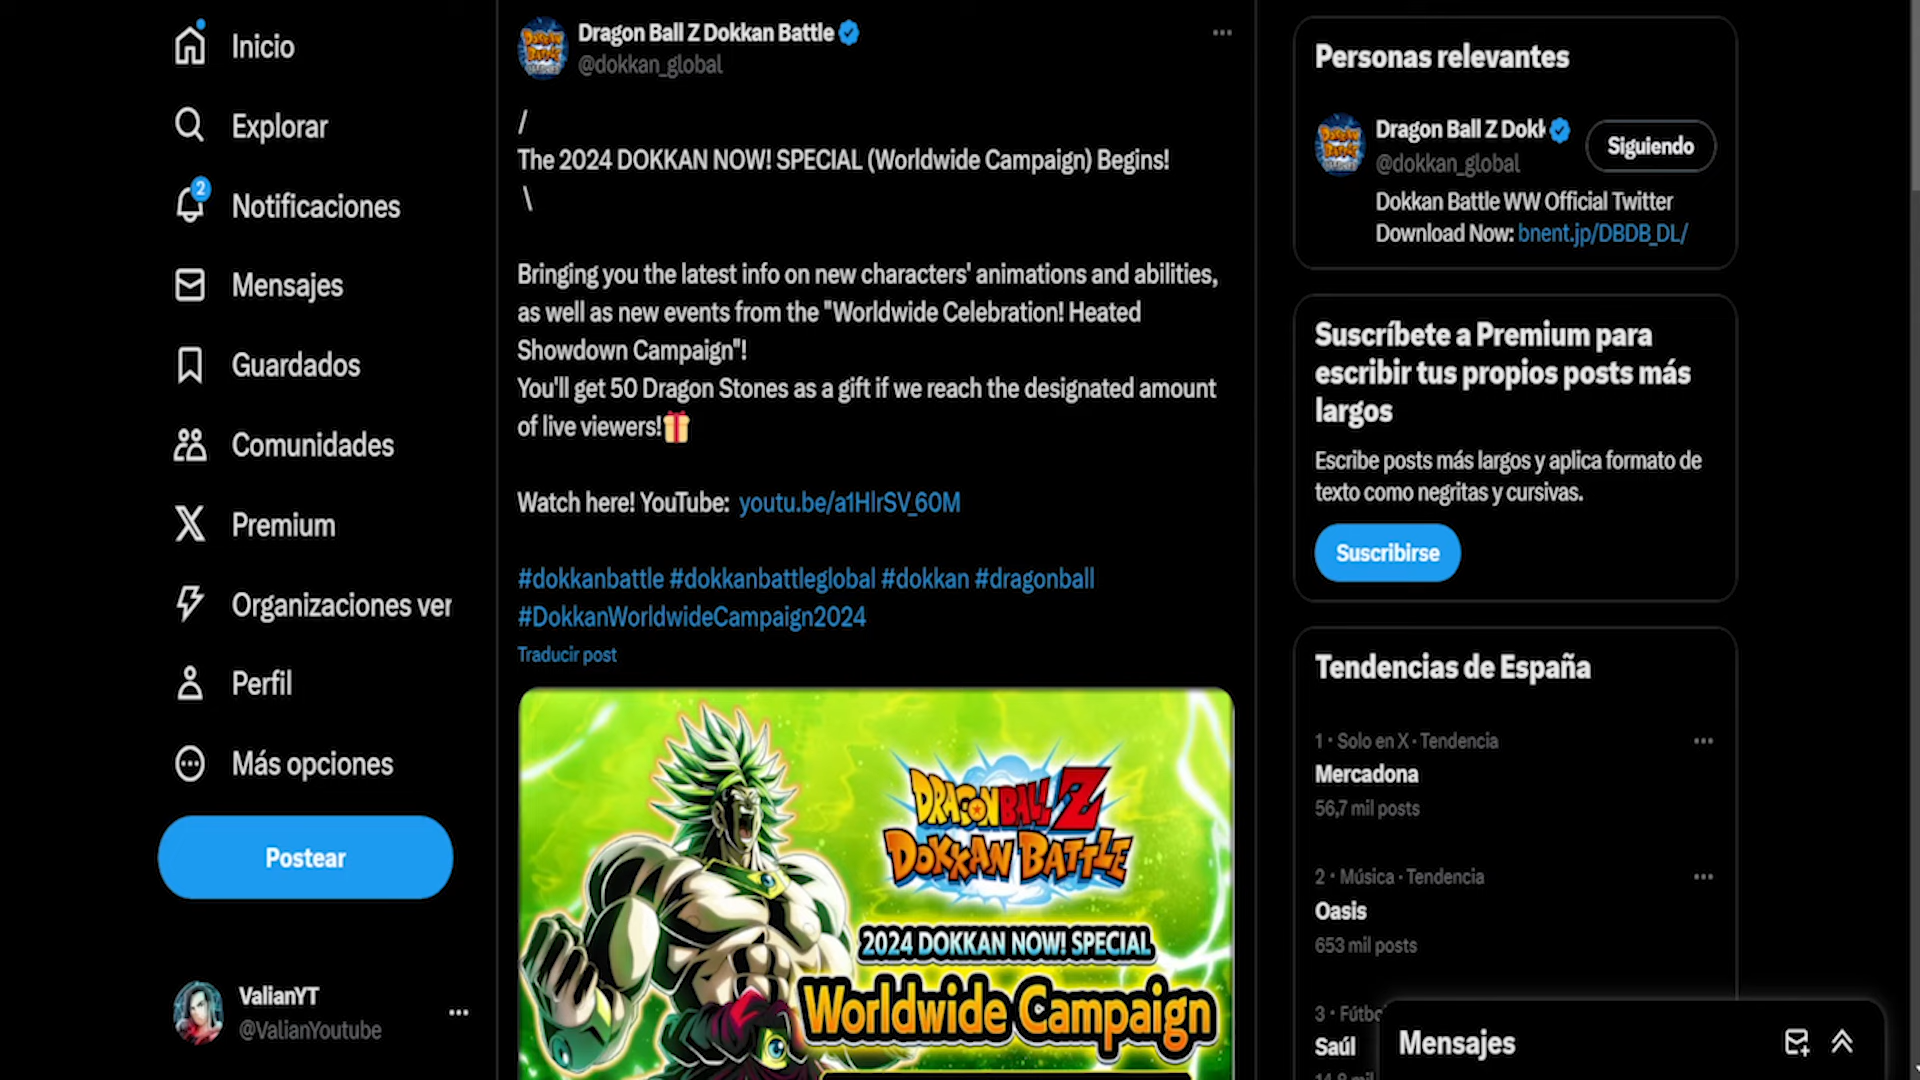 Inicio
Explorar
2
Notificaciones
Mensajes
Guardados
Comunidades
Premium
Organizaciones ver
Perfil
Más opciones
Postear
ValianYT
@ValianYoutube
Dragon Ball Z Dokkan Battle
@dokkan_global
/
The 2024 DOKKAN NOW! SPECIAL (Worldwide Campaign) Begins!
\
Bringing you the latest info on new characters' animations and abilities,
as well as new events from the "Worldwide Celebration! Heated
Showdown Campaign"!
You'll get 50 Dragon Stones as a gift if we reach the designated amount
of live viewers!
Watch here! YouTube: youtu.be/a1HlrSV_60M
#dokkanbattle #dokkanbattleglobal #dokkan #dragonball
#DokkanWorldwideCampaign2024
Traducir post
DRAGON BALL Z
DOKKAN BATTLE
2024 DOKKAN NOW! SPECIAL
Worldwide Campaign
Personas relevantes
Dragon Ball Z Dokk
@dokkan_global
Siguiendo
Dokkan Battle WW Official Twitter
Download Now: bnent.jp/DBDB_DL/
Suscríbete a Premium para
escribir tus propios posts más
largos
Escribe posts más largos y aplica formato de
texto como negritas y cursivas.
Suscribirse
Tendencias de España
1 · Solo en X · Tendencia
Mercadona
56,7 mil posts
2 · Música · Tendencia
Oasis
653 mil posts
3 · Fútbo
Saúl
Mensajes